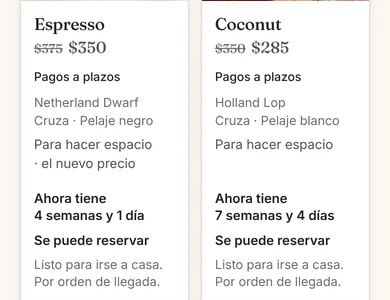 Espresso
$375 $350
Pagos a plazos
Netherland Dwarf
Cruza · Pelaje negro
Para hacer espacio
· el nuevo precio
Ahora tiene
4 semanas y 1 día
Se puede reservar
Listo para irse a casa.
Por orden de llegada.
Coconut
$350 $285
Pagos a plazos
Holland Lop
Cruza · Pelaje blanco
Para hacer espacio
Ahora tiene
7 semanas y 4 días
Se puede reservar
Listo para irse a casa.
Por orden de llegada.